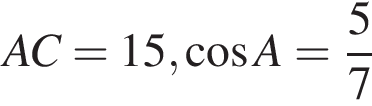 AC = 15, cos A = 5/7